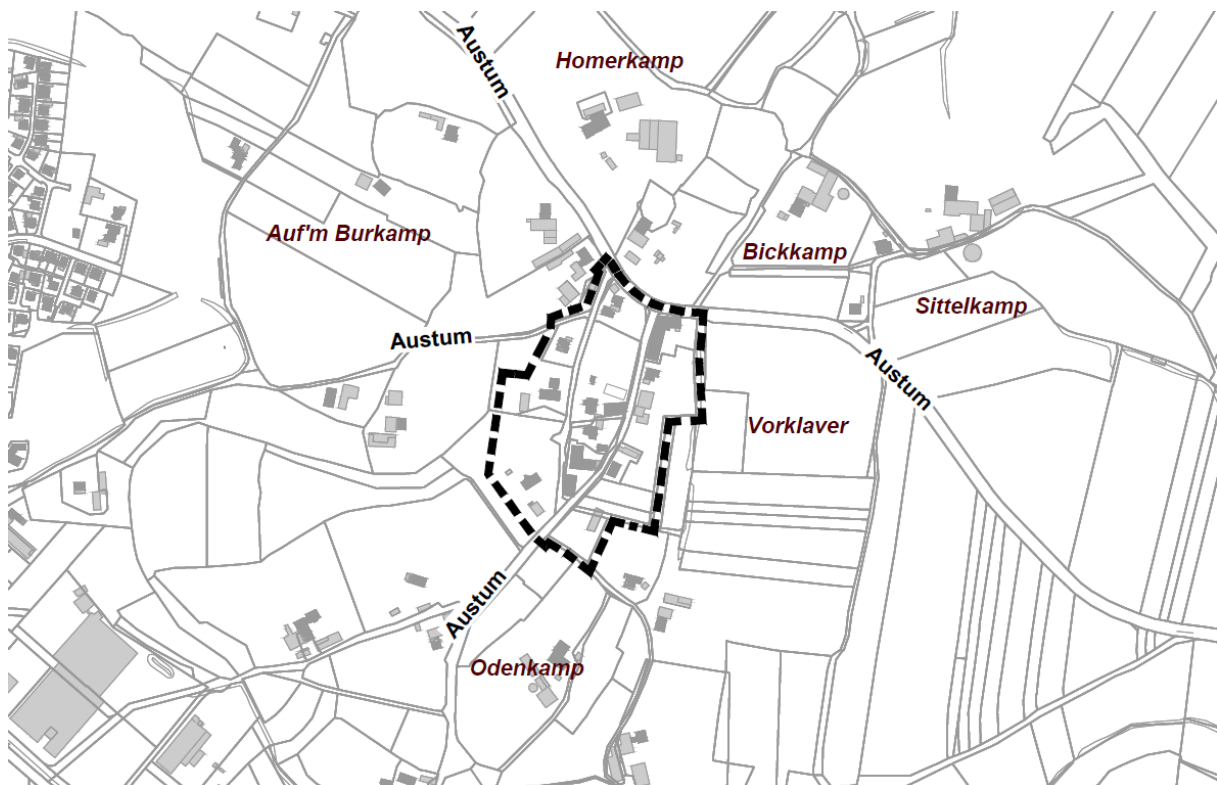 Austum
Homerkamp
Auf'm Burkamp
Bickkamp
Sittelkamp
Austum
Austum
Vorklaver
Austum
Odenkamp